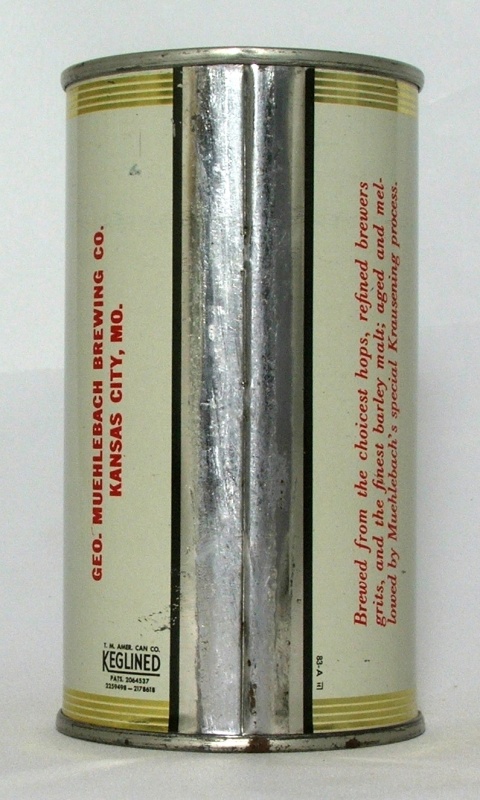 GEO. MUEHLEBACH BREWING CO.
KANSAS CITY, MO.
T. M. AMER. CAN CO.
KEGLINED
PATS. 2064537
2259498 — 2178618
Brewed from the choicest hops, refined brewers
grits, and the finest barley malt; aged and mel-
lowed by Muehlebach's special Krausening process.
83-A